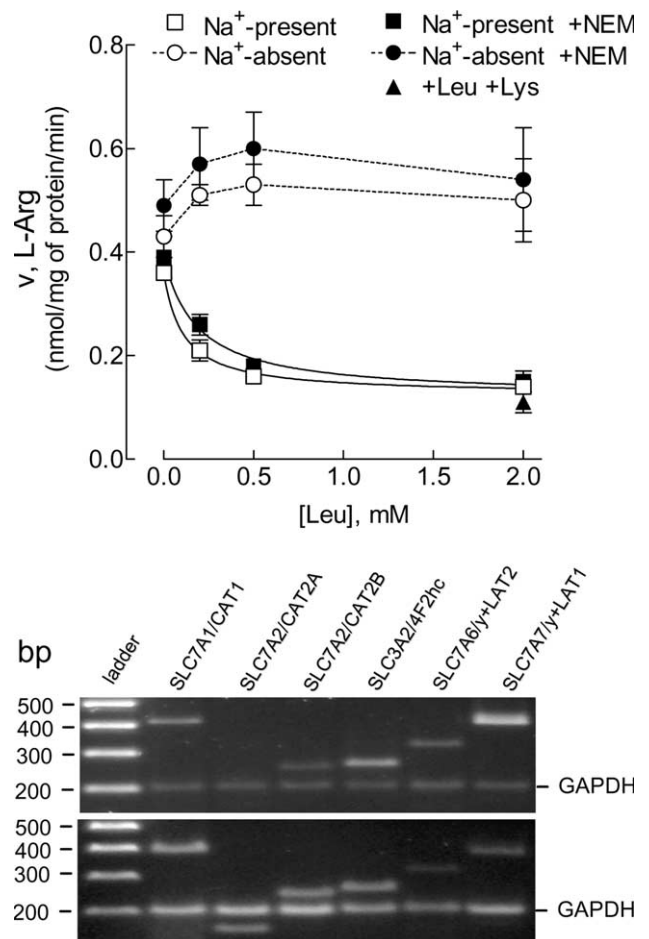 Na+-present
Na+-absent
Na+-present +NEM
Na+-absent +NEM
+Leu +Lys
v, L-Arg
(nmol/mg of protein/min)
0.8
0.6
0.4
0.2
0.0
0.0 0.5 1.0 1.5 2.0
[Leu], mM
bp
ladder
SLC7A1/CAT1
SLC7A2/CAT2A
SLC7A2/CAT2B
SLC3A2/4F2hc
SLC7A6/y+LAT2
SLC7A7/y+LAT1
500
400
300
200
GAPDH
500
400
300
200
GAPDH